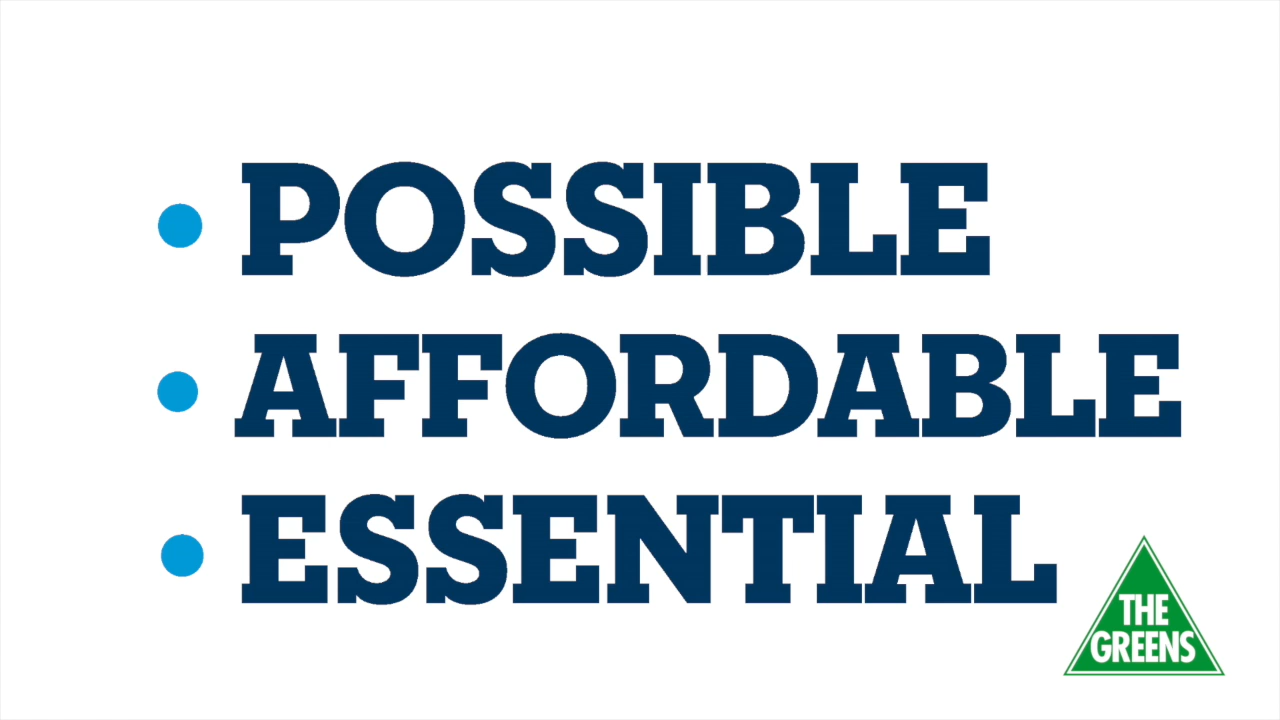 • POSSIBLE
• AFFORDABLE
• ESSENTIAL
THE
GREENS